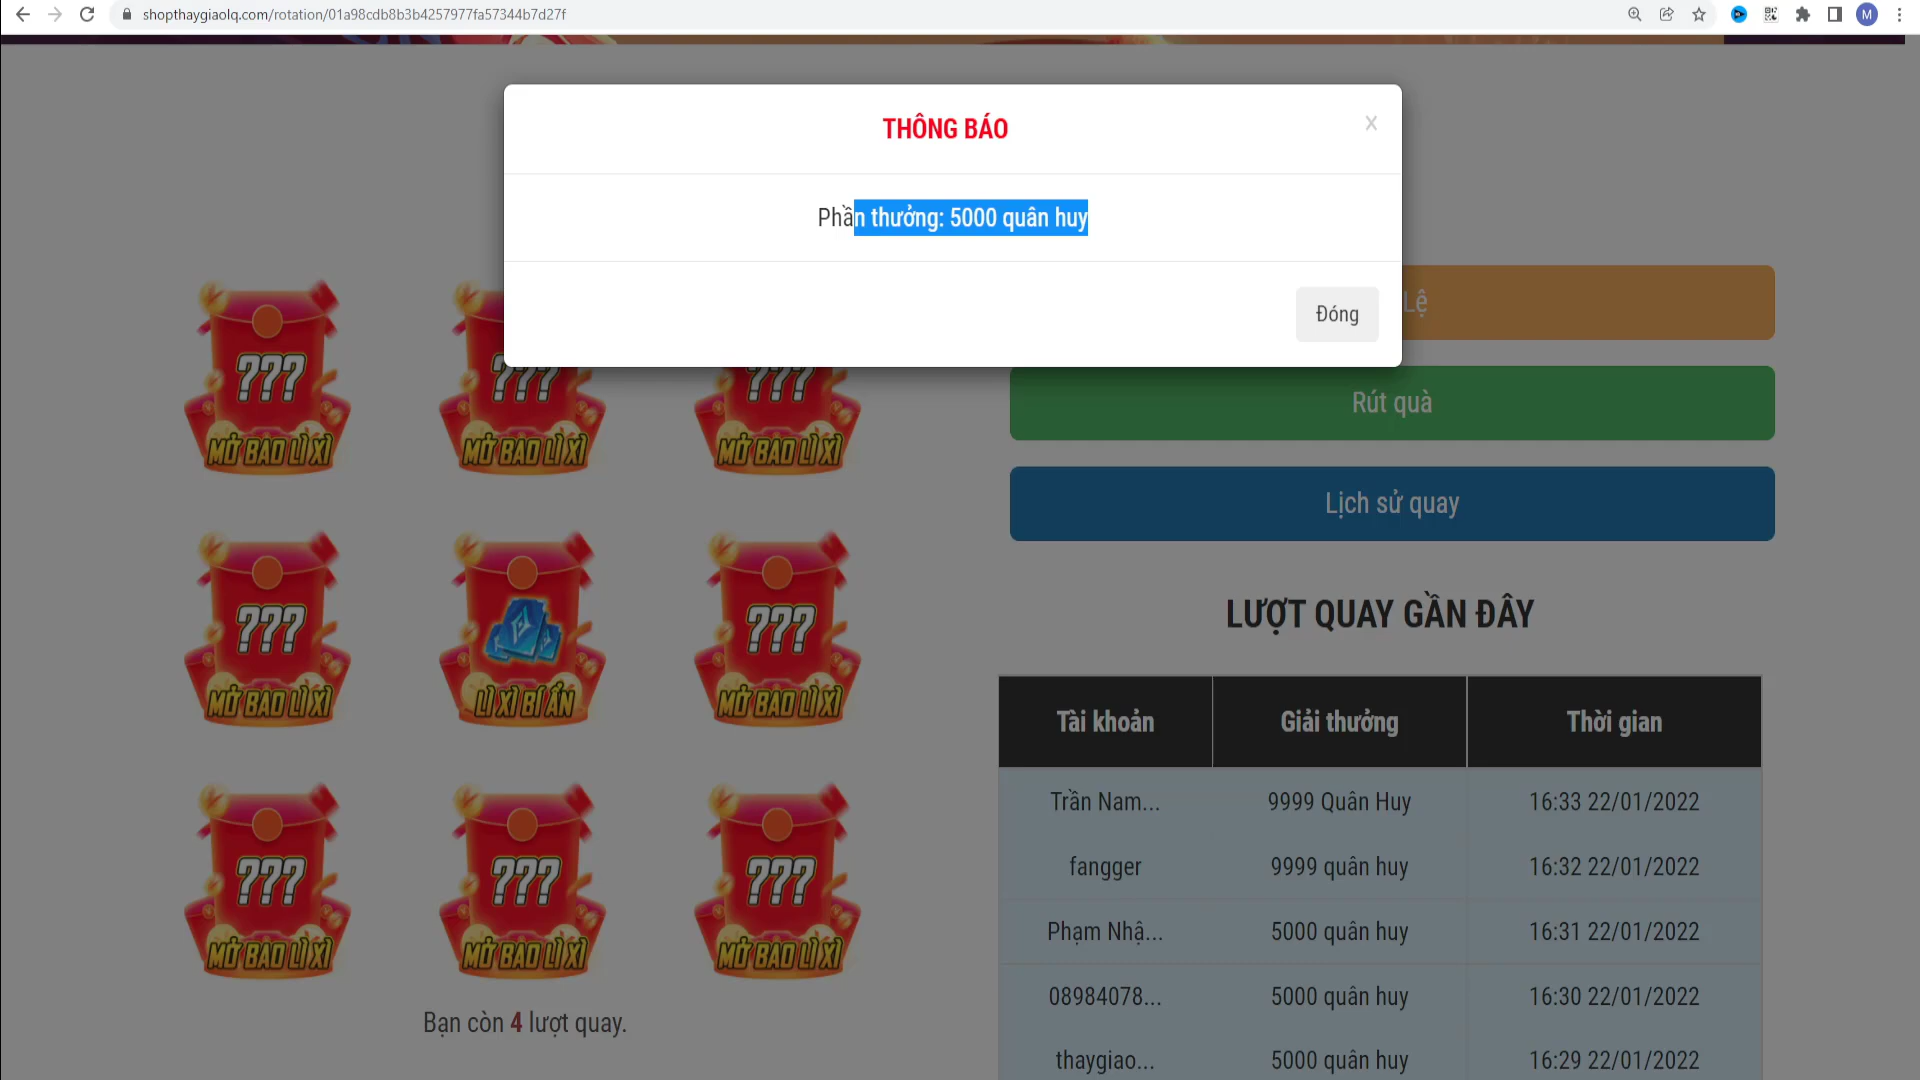 shopthaygiaolq.com/rotation/01a98cdb8b3b4257977fa57344b7d27f
M
THÔNG BÁO
x
Phần thưởng: 5000 quân huy
Đóng
Lệ
Rút quà
Lịch sử quay
???
MỞ BAO LÌ XÌ
???
MỞ BAO LÌ XÌ
???
MỞ BAO LÌ XÌ
???
MỞ BAO LÌ XÌ
LÌ XÌ BÍ ẨN
???
MỞ BAO LÌ XÌ
???
MỞ BAO LÌ XÌ
???
MỞ BAO LÌ XÌ
???
MỞ BAO LÌ XÌ
Bạn còn 4 lượt quay.
LƯỢT QUAY GẦN ĐÂY
Tài khoản Giải thưởng Thời gian
Trần Nam... 9999 Quân Huy 16:33 22/01/2022
fangger 9999 quân huy 16:32 22/01/2022
Phạm Nhậ... 5000 quân huy 16:31 22/01/2022
08984078... 5000 quân huy 16:30 22/01/2022
thaygiao... 5000 quân huy 16:29 22/01/2022